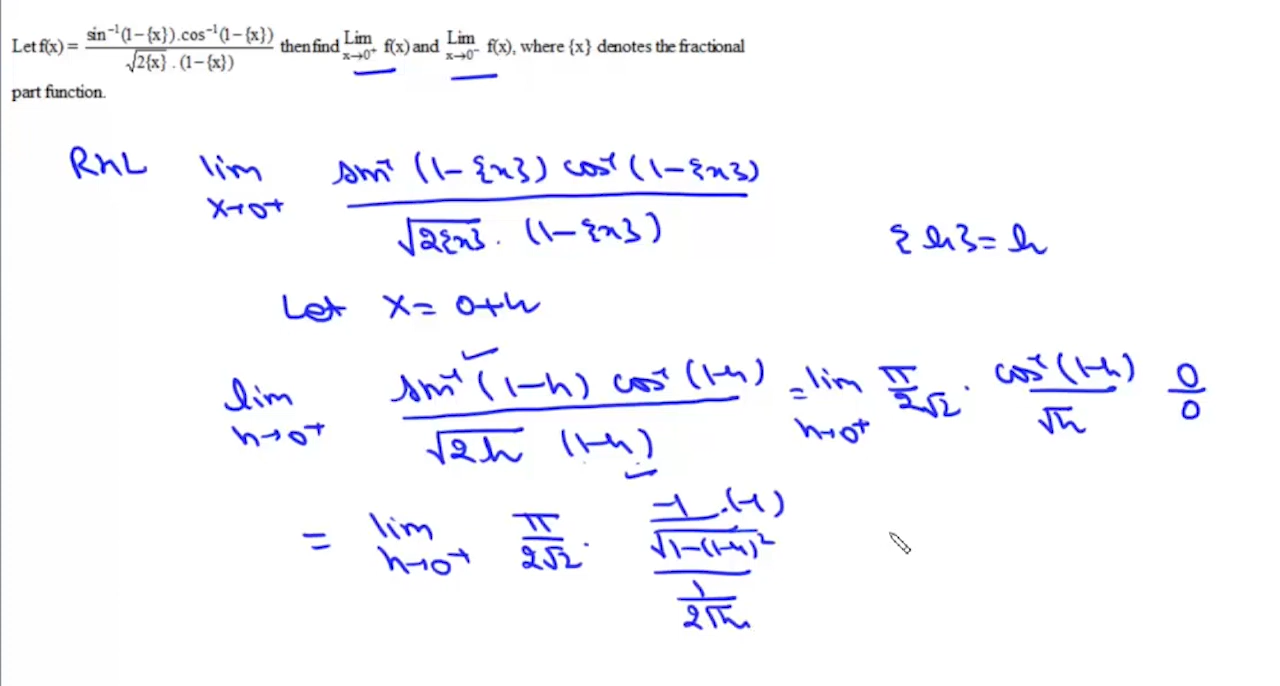 Let f(x) = sin⁻¹(1−{x}).cos⁻¹(1−{x}) / √2{x} . (1−{x}) then find Lim x→0⁺ f(x) and Lim x→0⁻ f(x), where {x} denotes the fractional
part function.
RHL lim x→0+ sin⁻¹(1−{x}) cos⁻¹(1−{x}) / √2{x} . (1−{x})
{h}=h
Let x = 0+h
lim h→0+ sin⁻¹(1−h) cos⁻¹(1−h) / √2h (1−h) = lim h→0+ π/2√2 . cos⁻¹(1−h) / √h 0/0
= lim h→0+ π/2√2 . −1/√1−(1−h)² .(−1) / 1/2√h